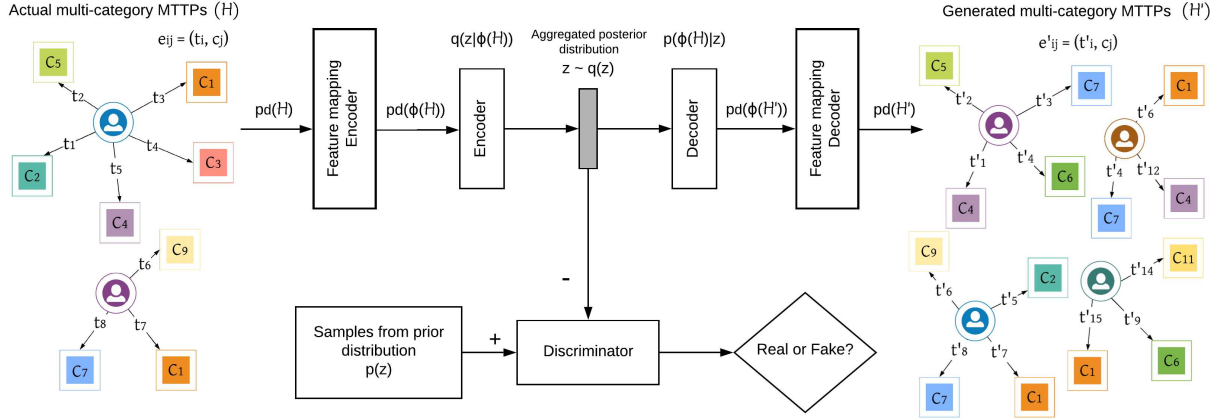 Actual multi-category MTTPs (H)
eij = (ti, cj)
C5
C1
t2
t3
t1
t4
C2
C3
t5
C4
C9
t6
t8
t7
C7
C1
pd(H)
Feature mapping
Encoder
pd(ϕ(H))
q(z|ϕ(H))
Encoder
Aggregated posterior
distribution
z ~ q(z)
p(ϕ(H)|z)
Decoder
pd(ϕ(H'))
Feature mapping
Decoder
pd(H')
-
Samples from prior
distribution
p(z)
+
Discriminator
Real or Fake?
Generated multi-category MTTPs (H')
e'ij = (t'i, cj)
C5
C7
C1
t'2
t'3
t'6
t'1
t'4
t'4
t'12
C6
C4
C4
C7
C9
C2
C11
t'6
t'5
t'14
t'15
t'9
t'8
t'7
C1
C6
C7
C1